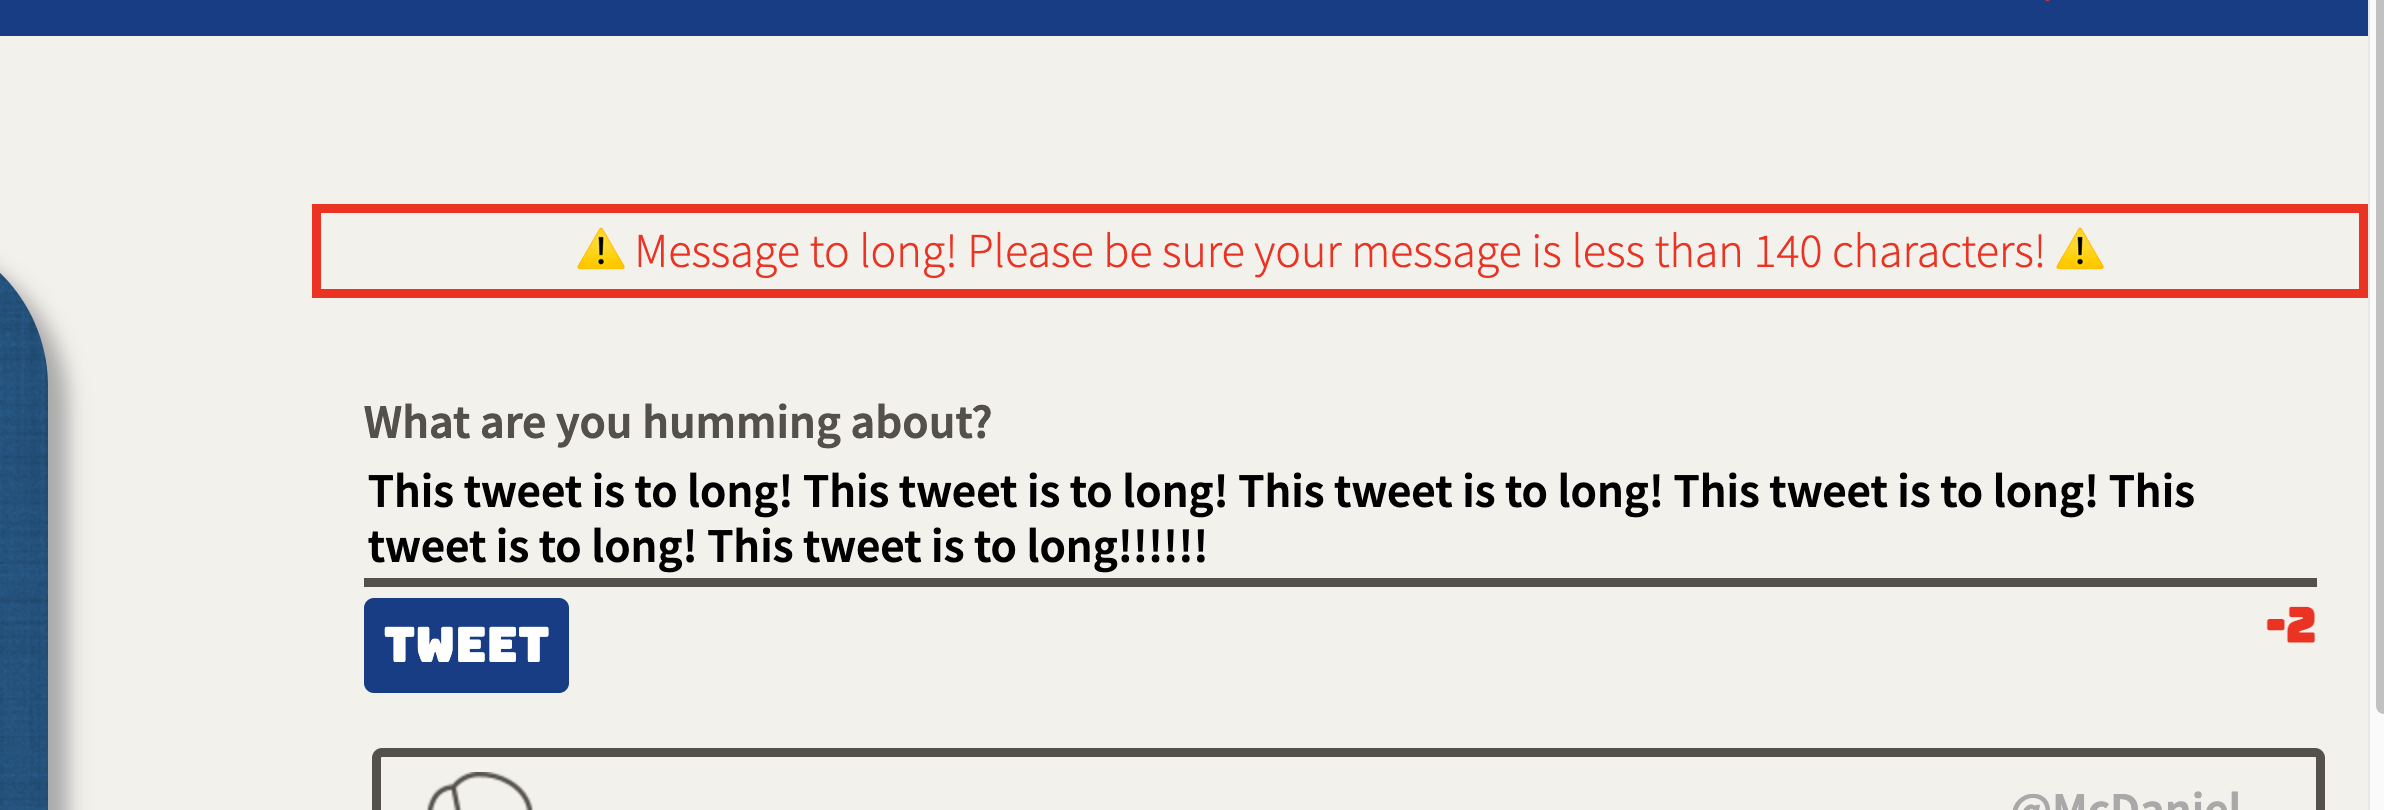 ⚠️ Message to long! Please be sure your message is less than 140 characters! ⚠️
What are you humming about?
This tweet is to long! This tweet is to long! This tweet is to long! This tweet is to long! This
tweet is to long! This tweet is to long!!!!!!
TWEET
-2
@McDaniel